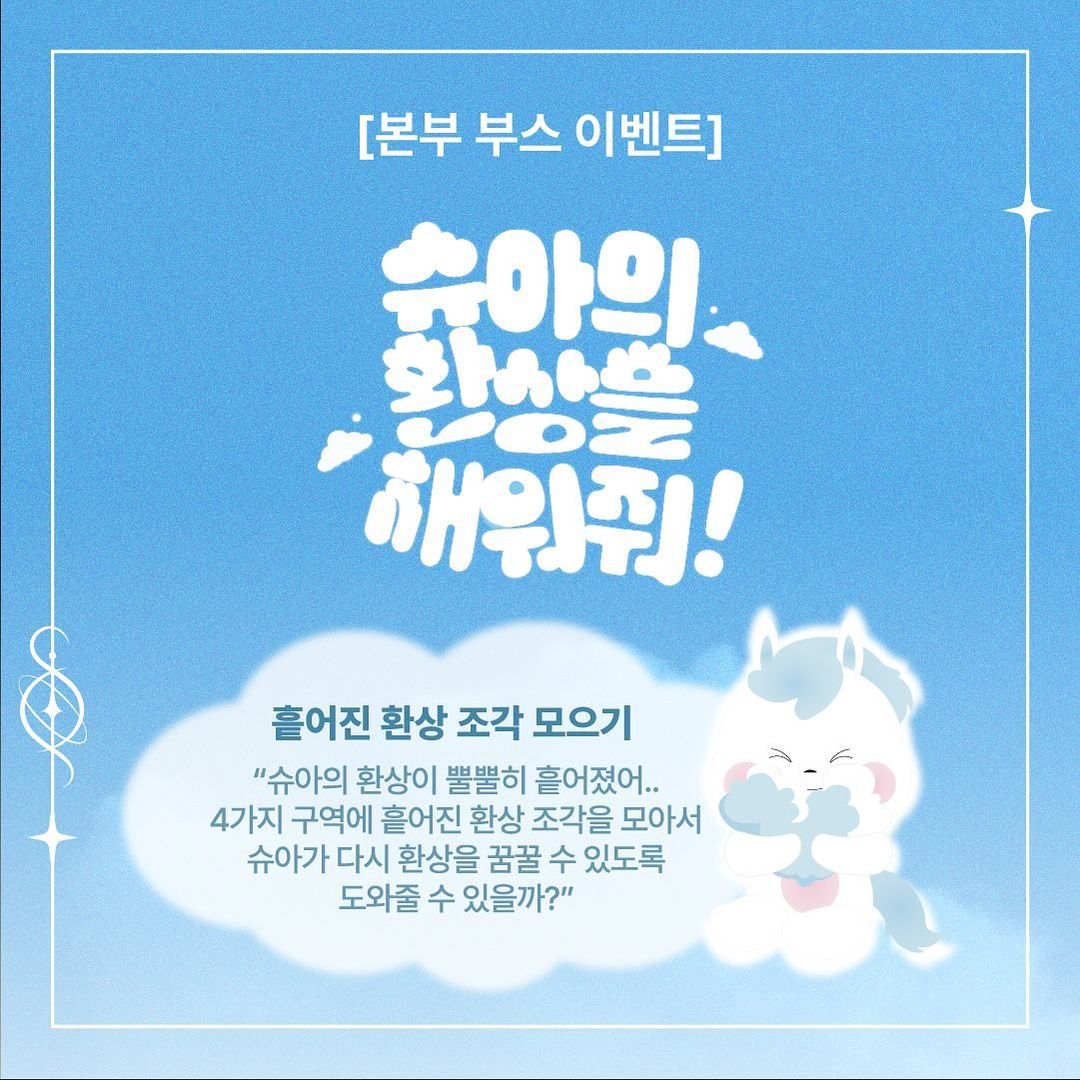 [본부 부스 이벤트]
슈아의
환상을
채워줘!
흩어진 환상 조각 모으기
“슈아의 환상이 뿔뿔히 흩어졌어..
4가지 구역에 흩어진 환상 조각을 모아서
슈아가 다시 환상을 꿈꿀 수 있도록
도와줄 수 있을까?”